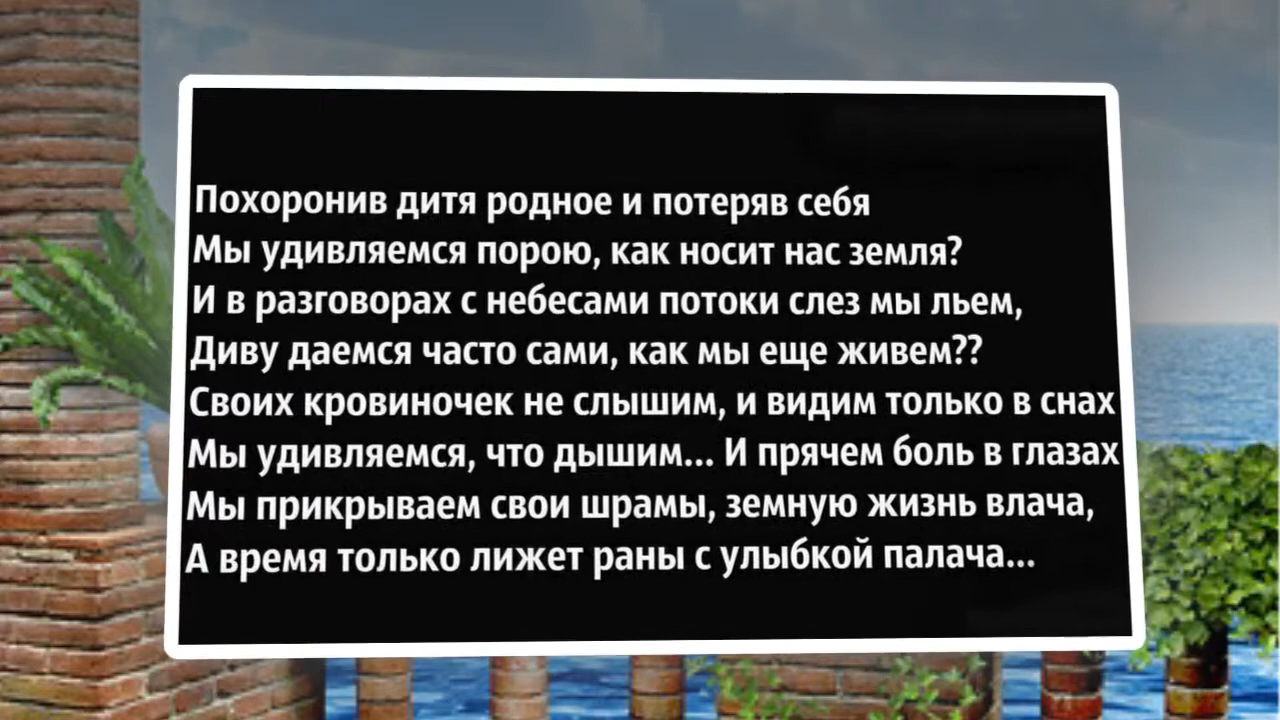 Похоронив дитя родное и потеряв себя
Мы удивляемся порою, как носит нас земля?
И в разговорах с небесами потоки слез мы льем,
Диву даемся часто сами, как мы еще живем??
Своих кровиночек не слышим, и видим только в снах
Мы удивляемся, что дышим... И прячем боль в глазах
Мы прикрываем свои шрамы, земную жизнь влача,
А время только лижет раны с улыбкой палача...